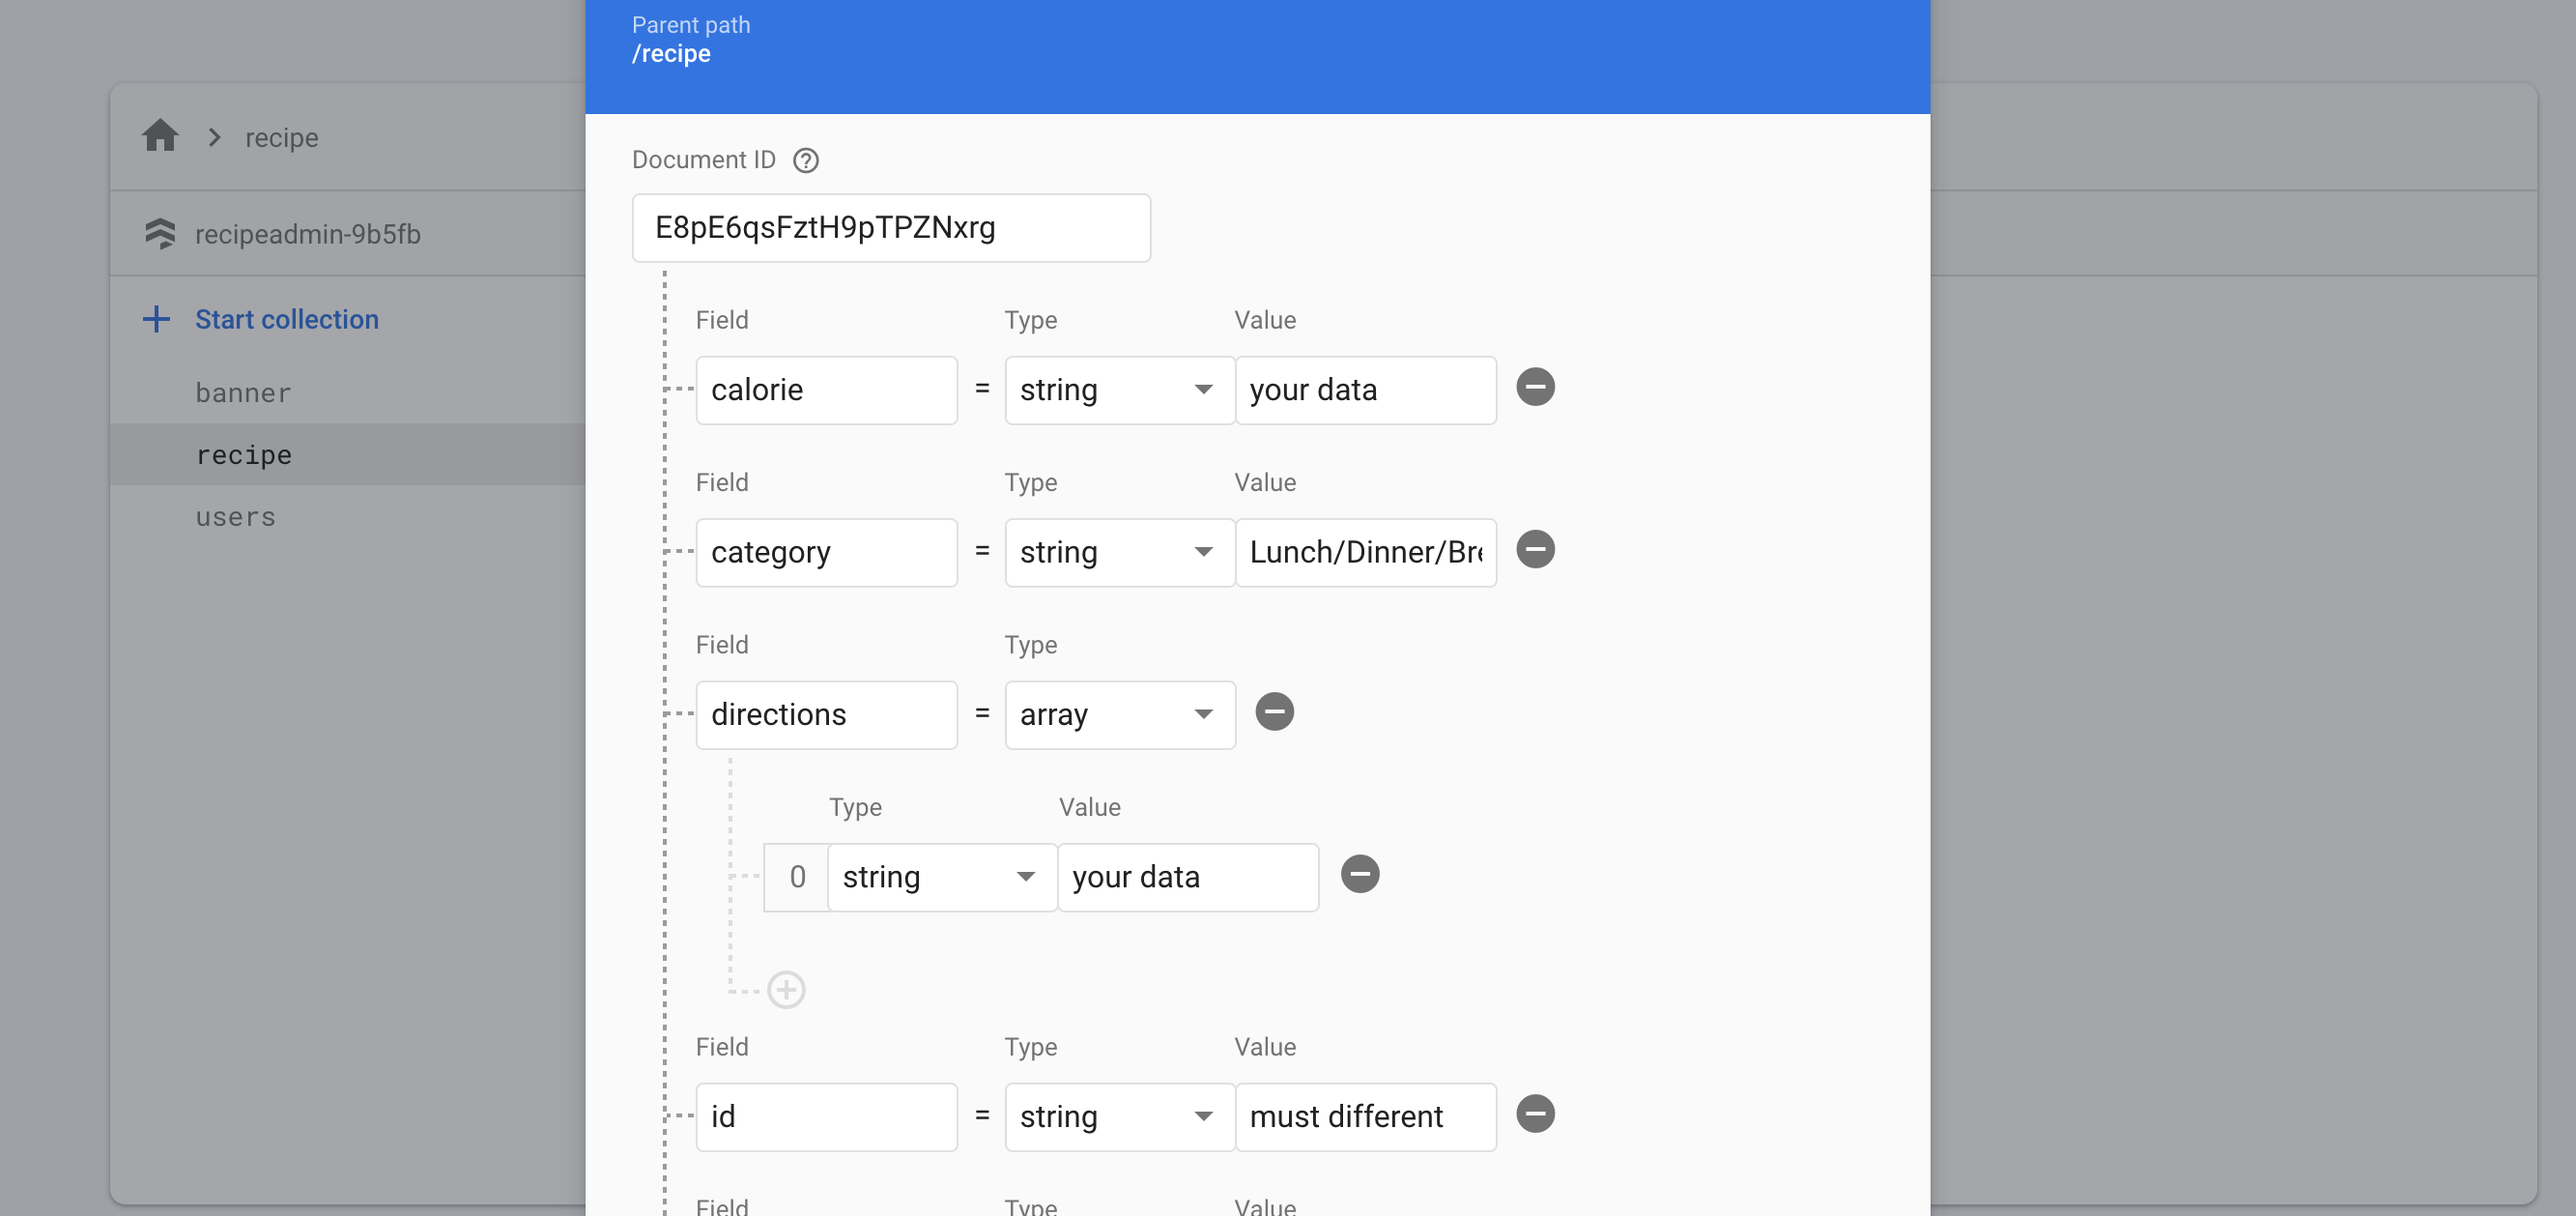 Parent path
/recipe
recipe
recipeadmin-9b5fb
Start collection
banner
recipe
users
Document ID
E8pE6qsFztH9pTPZNxrg
Field Type Value
calorie = string your data
Field Type Value
category = string Lunch/Dinner/Bre
Field Type
directions = array
Type Value
0 string your data
Field Type Value
id = string must different
Field Type Value